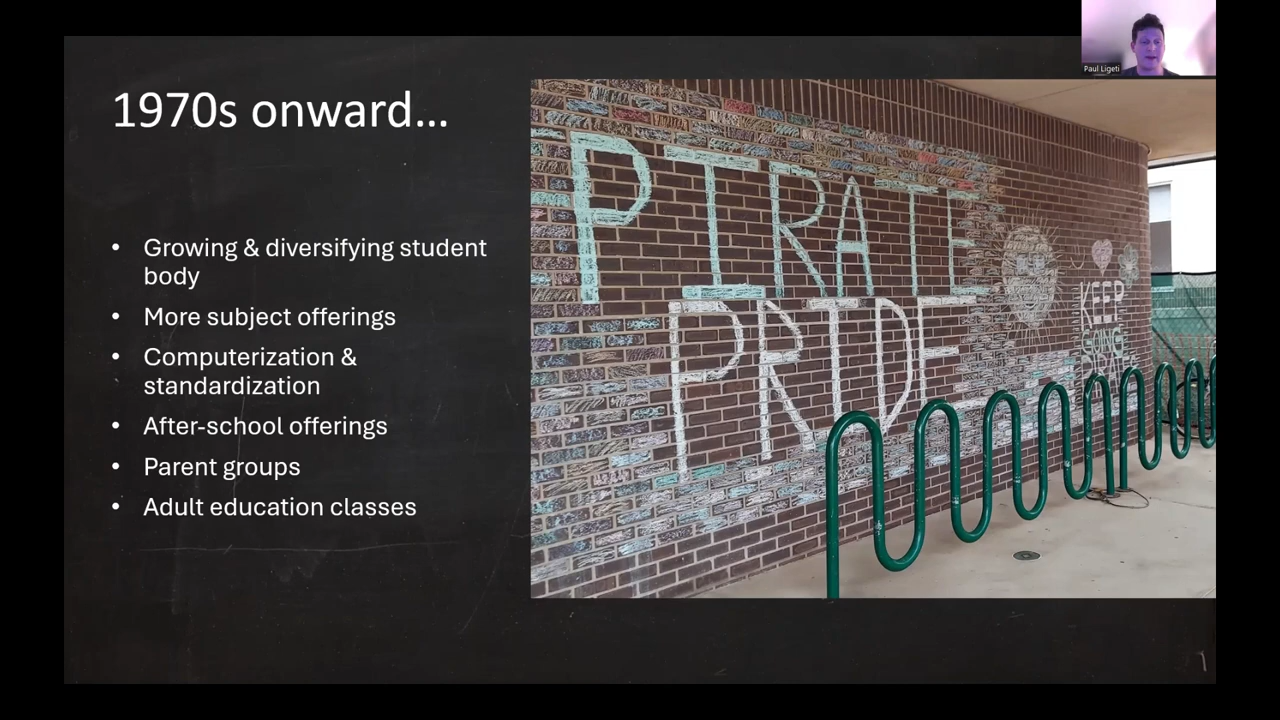 Paul Ligeti
1970s onward...
• Growing & diversifying student
body
• More subject offerings
• Computerization &
standardization
• After-school offerings
• Parent groups
• Adult education classes
PIRATE
PRIDE
KEEP
GOING